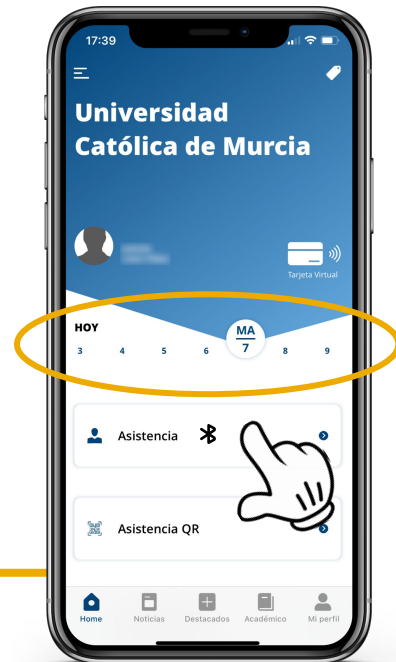 17:39
Universidad
Católica de Murcia
Tarjeta Virtual
HOY
MA
3 4 5 6 7 8 9
Asistencia
Asistencia QR
Home Noticias Destacados Académico Mi perfil